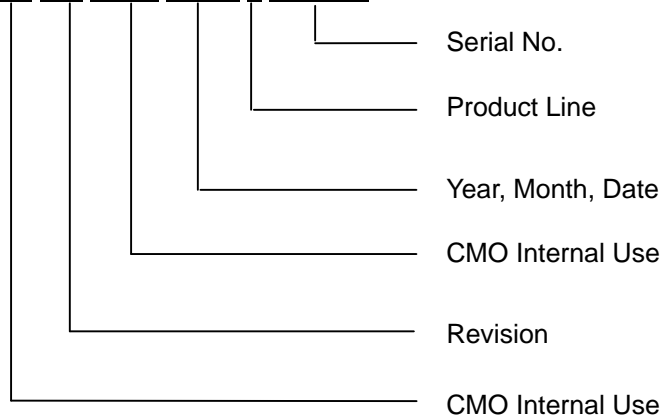 Serial No.
Product Line
Year, Month, Date
CMO Internal Use
Revision
CMO Internal Use